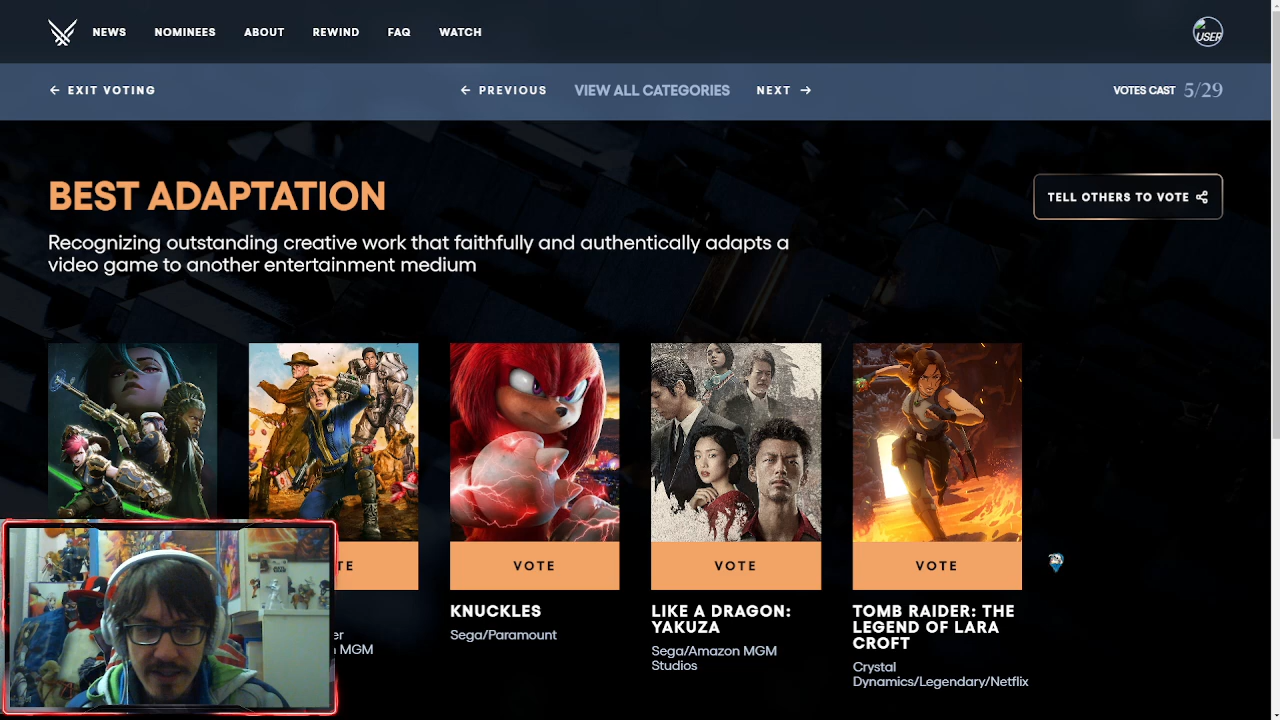 NEWS
NOMINEES
ABOUT
REWIND
FAQ
WATCH
USER
EXIT VOTING
PREVIOUS
VIEW ALL CATEGORIES
NEXT
VOTES CAST 5/29
BEST ADAPTATION
TELL OTHERS TO VOTE
Recognizing outstanding creative work that faithfully and authentically adapts a
video game to another entertainment medium
TE
VOTE
VOTE
VOTE
er
MGM
KNUCKLES
Sega/Paramount
LIKE A DRAGON:
YAKUZA
Sega/Amazon MGM
Studios
TOMB RAIDER: THE
LEGEND OF LARA
CROFT
Crystal
Dynamics/Legendary/Netflix